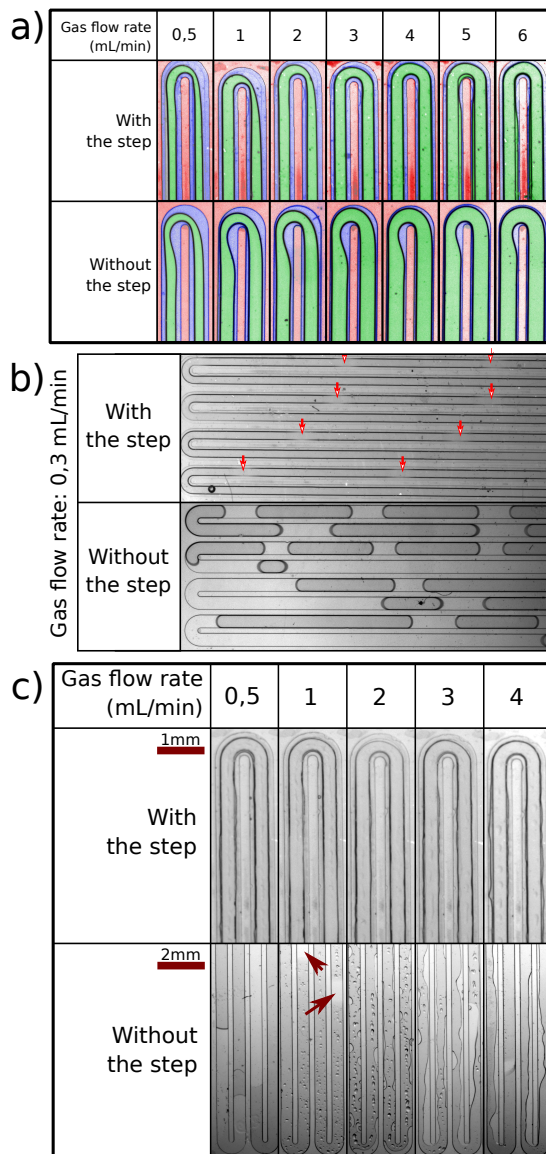 a)
Gas flow rate
(mL/min)
0,5
1
2
3
4
5
6
With
the step
Without
the step
b)
Gas flow rate: 0,3 mL/min
With
the step
Without
the step
c)
Gas flow rate
(mL/min)
0,5
1
2
3
4
1mm
With
the step
2mm
Without
the step